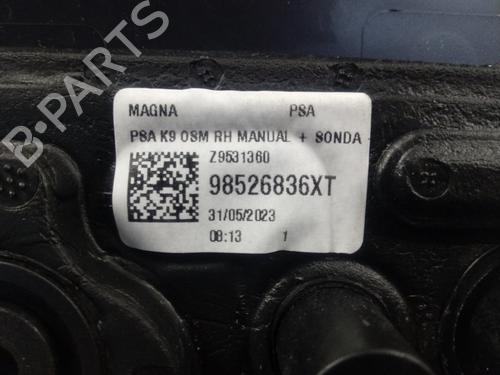 B-PARTS
MAGNA PSA
PSA K9 OSM RH MANUAL + SONDA
Z9531360
98526836XT
31/05/2023
08:13 1